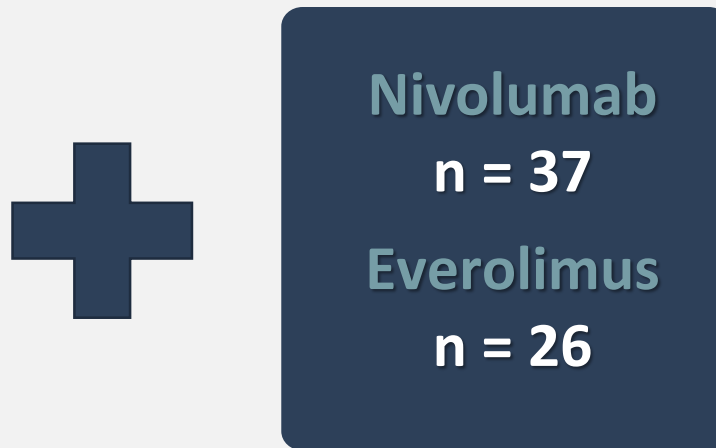 Nivolumab
n = 37
Everolimus
n = 26